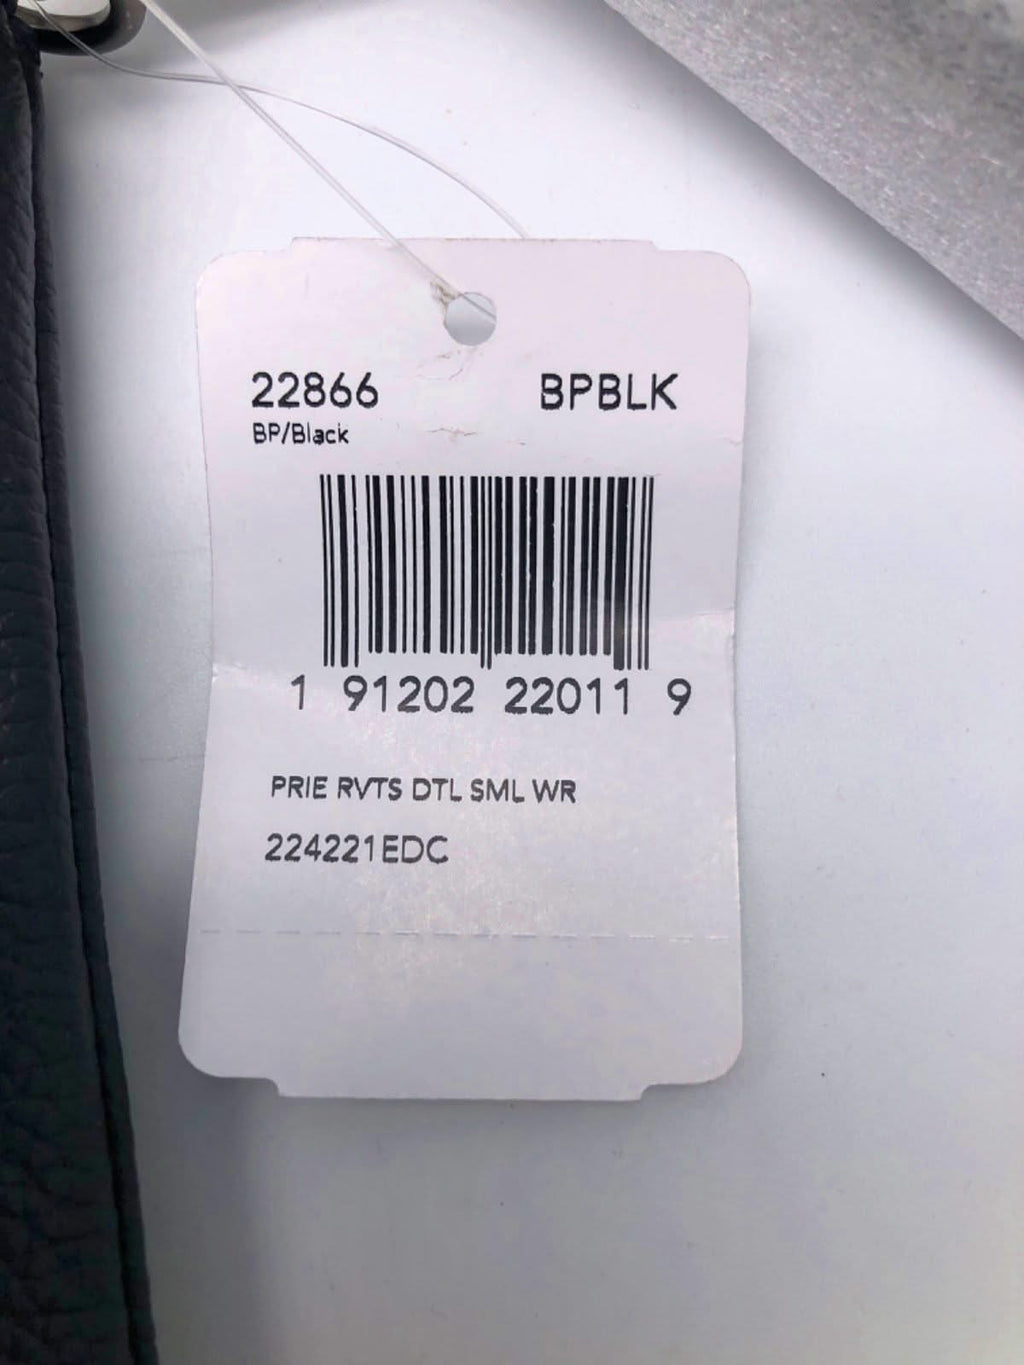 22866 BPBLK
BP/Black
1 91202 22011 9
PRIE RVTS DTL SML WR
224221EDC